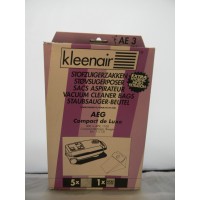 kleenair
AE 3
STOFZUIGERZAKKEN
STØVSUGERPOSER
SACS ASPIRATEUR
VACUUM CLEANER BAGS
STAUBSAUGER-BEUTEL
AEG
Compact de Luxe
5x
1x